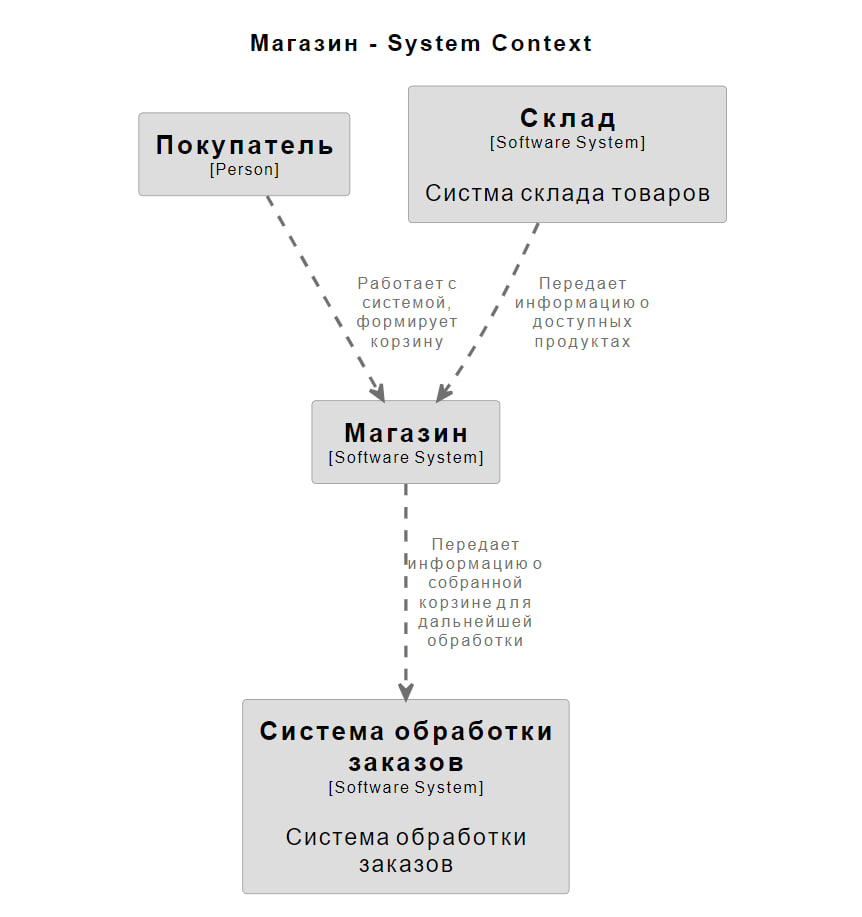 Магазин - System Context
Покупатель
[Person]
Склад
[Software System]
Систма склада товаров
Работает с
системой,
формирует
корзину
Передает
информацию о
доступных
продуктах
Магазин
[Software System]
Передает
информацию о
собранной
корзине для
дальнейшей
обработки
Система обработки
заказов
[Software System]
Система обработки
заказов